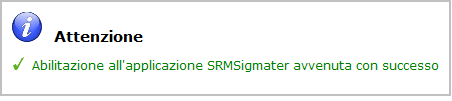 Attenzione
Abilitazione all'applicazione SRMSigmater avvenuta con successo